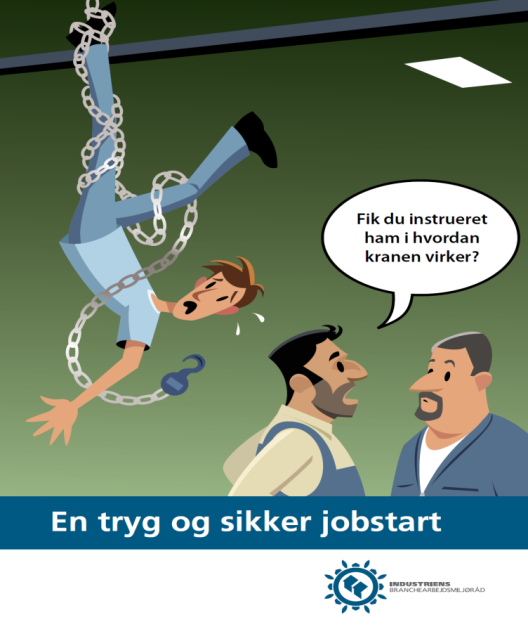 Fik du instrueret
ham i hvordan
kranen virker?
En tryg og sikker jobstart
INDUSTRIENS
BRANCHEARBEJDSMILJØRÅD